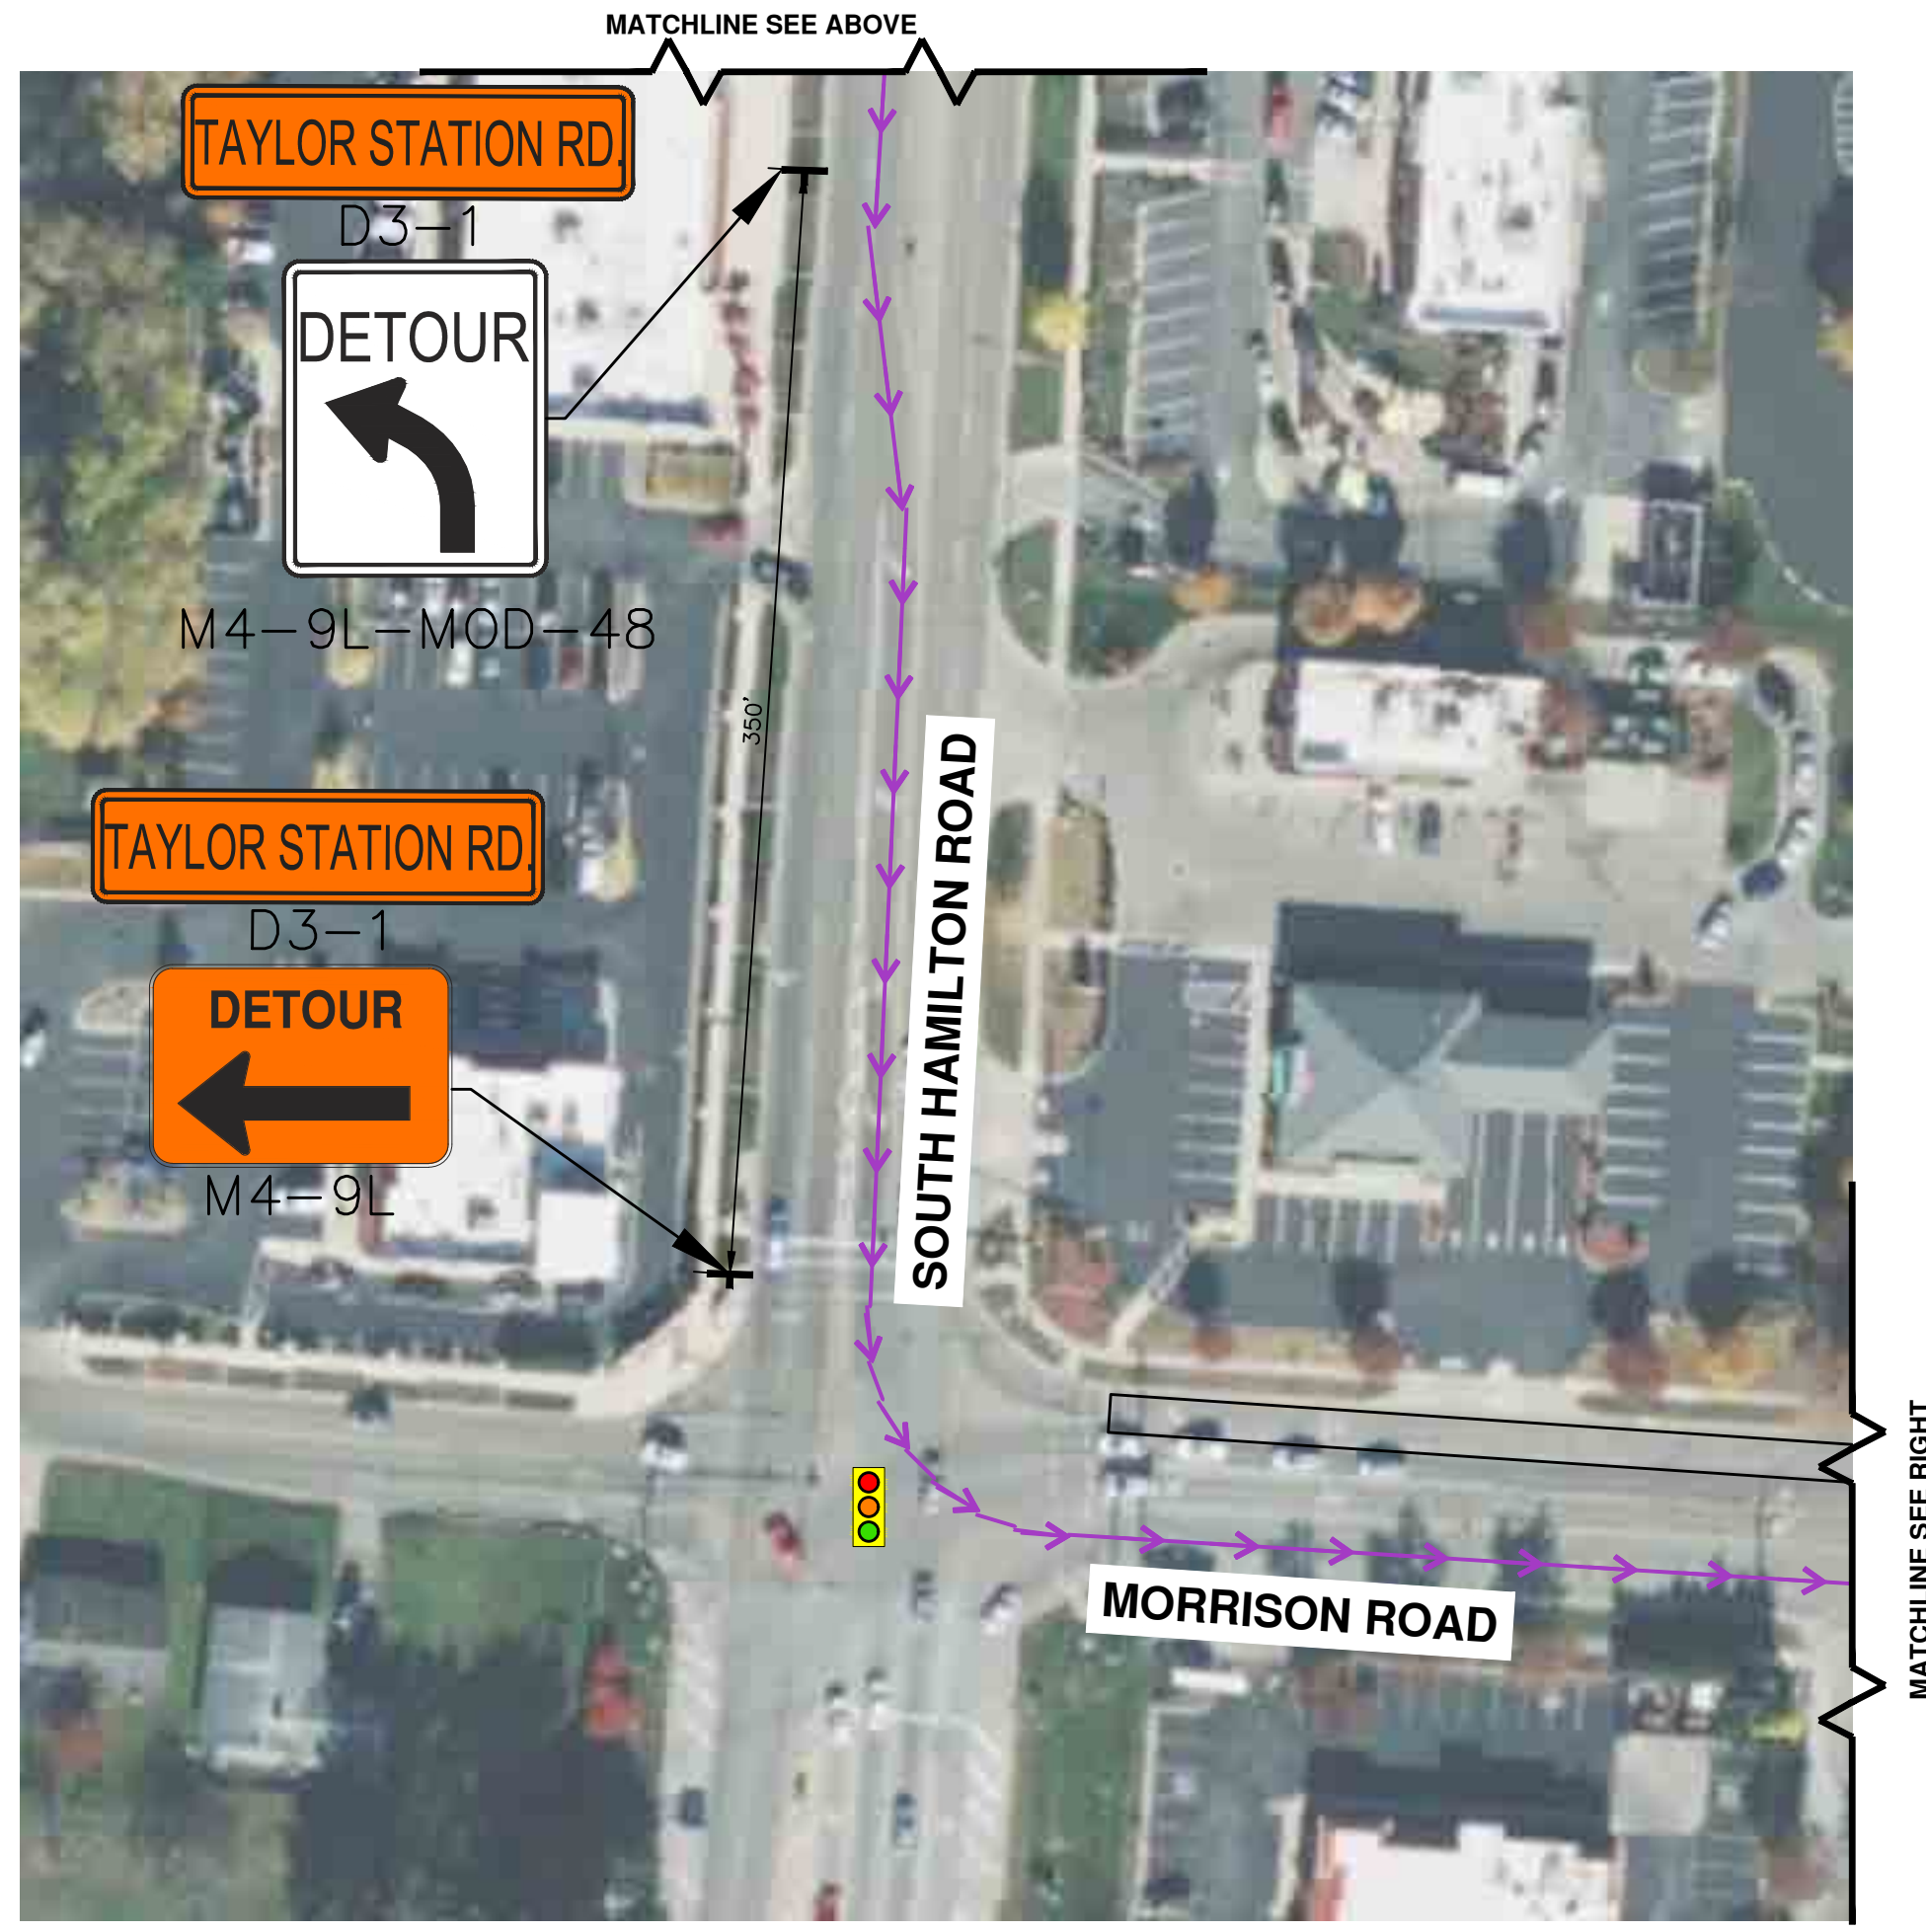 MATCHLINE SEE ABOVE
TAYLOR STATION RD.
D3-1
DETOUR
M4-9L-MOD-48
350'
TAYLOR STATION RD.
D3-1
DETOUR
M4-9L
SOUTH HAMILTON ROAD
MORRISON ROAD
MATCHLINE SEE RIGHT